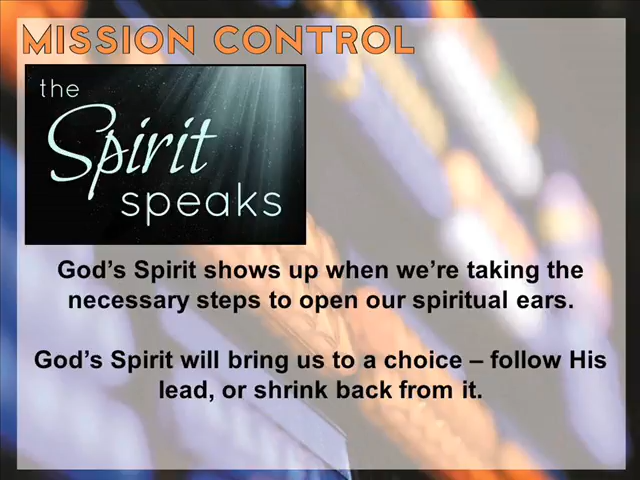 MISSION CONTROL
the
Spirit
speaks
God’s Spirit shows up when we’re taking the
necessary steps to open our spiritual ears.
God’s Spirit will bring us to a choice – follow His
lead, or shrink back from it.